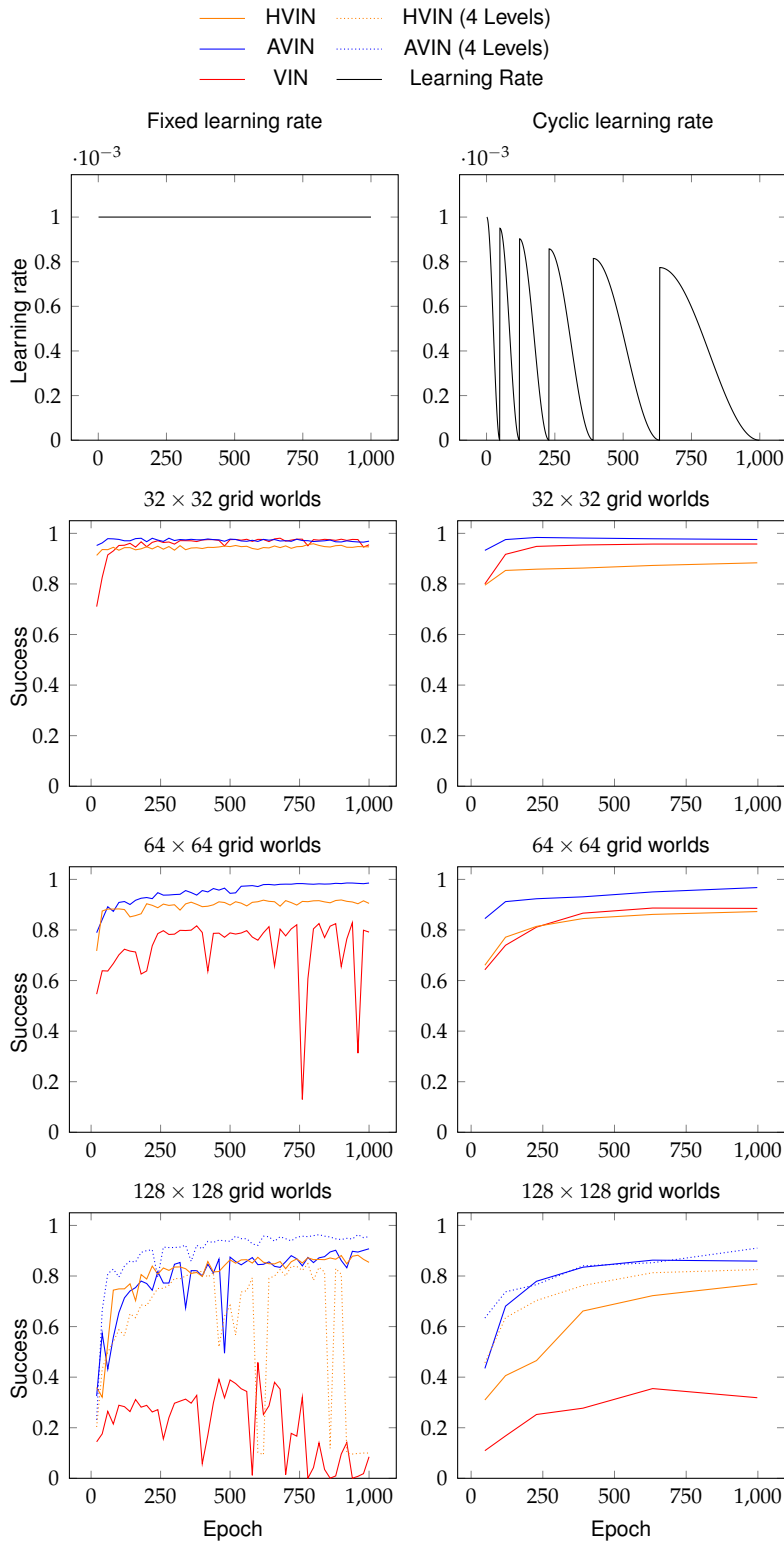 HVIN HVIN (4 Levels)
AVIN AVIN (4 Levels)
VIN Learning Rate
Fixed learning rate
·10⁻³
1
0.8
0.6
0.4
0.2
0
Learning rate
0 250 500 750 1,000
Cyclic learning rate
·10⁻³
1
0.8
0.6
0.4
0.2
0
0 250 500 750 1,000
32 × 32 grid worlds
1
0.8
0.6
0.4
0.2
0
Success
0 250 500 750 1,000
32 × 32 grid worlds
1
0.8
0.6
0.4
0.2
0
0 250 500 750 1,000
64 × 64 grid worlds
1
0.8
0.6
0.4
0.2
0
Success
0 250 500 750 1,000
64 × 64 grid worlds
1
0.8
0.6
0.4
0.2
0
0 250 500 750 1,000
128 × 128 grid worlds
1
0.8
0.6
0.4
0.2
0
Success
0 250 500 750 1,000
Epoch
128 × 128 grid worlds
1
0.8
0.6
0.4
0.2
0
0 250 500 750 1,000
Epoch